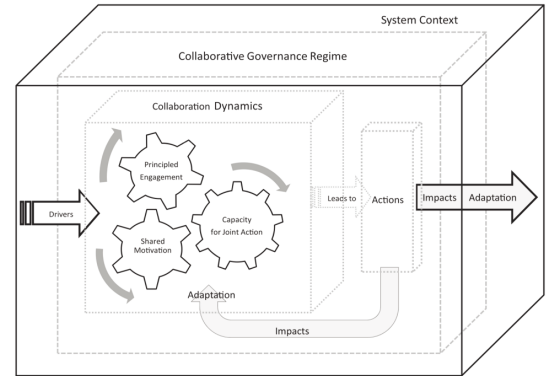 System Context
Collaborative Governance Regime
Collaboration Dynamics
Principled
Engagement
Drivers
Shared
Motivation
Capacity
for Joint Action
Leads to
Actions
Impacts
Adaptation
Adaptation
Impacts